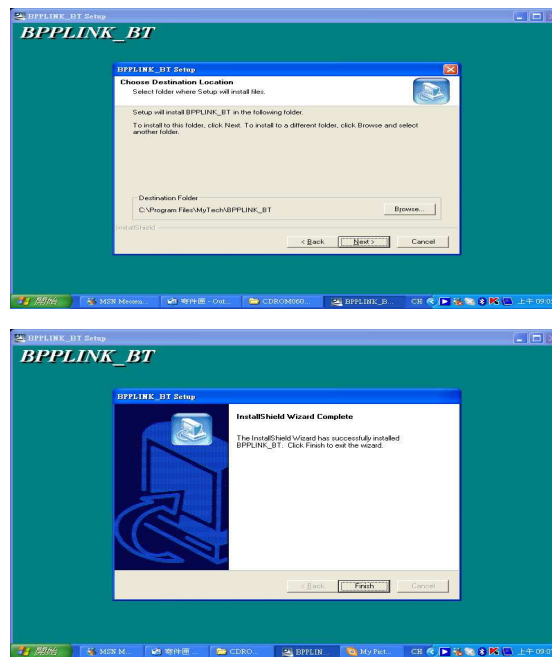 BPPLINK_BT Setup
BPPLINK_BT
BPPLINK_BT Setup
Choose Destination Location
Select folder where Setup will install files.
Setup will install BPPLINK_BT in the following folder.
To install to this folder, click Next. To install to a different folder, click Browse and select
another folder.
Destination Folder
C:\Program Files\MyTech\BPPLINK_BT
Browse...
InstallShield
< Back
Next >
Cancel
開始
MSN Messen...
寄件匣 - Out...
CDROM060...
BPPLINK_B...
CH
上午 09:0
BPPLINK_BT Setup
BPPLINK_BT
BPPLINK_BT Setup
InstallShield Wizard Complete
The InstallShield Wizard has successfully installed
BPPLINK_BT. Click Finish to exit the wizard.
< Back
Finish
Cancel
開始
MSN M...
寄件匣 ...
CDRO...
BPPLIN...
My Pict...
CH
上午 09:0